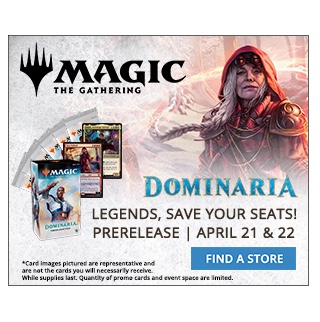 MAGIC
THE GATHERING
MAGIC
DOMINARIA
LEGENDS, SAVE YOUR SEATS!
PRERELEASE | APRIL 21 & 22
FIND A STORE
*Card images pictured are representative and
are not the cards you will necessarily receive.
While supplies last. Quantity of promo cards and event space are limited.